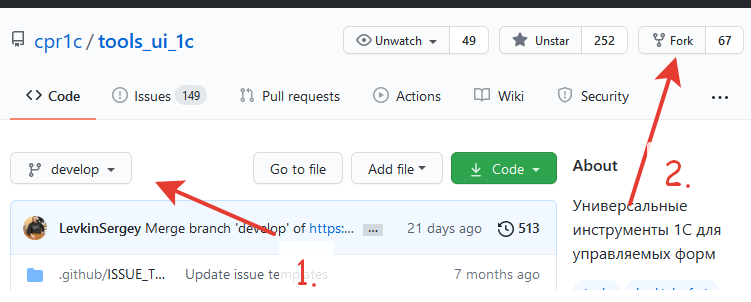 cpr1c / tools_ui_1c
Unwatch 49
Unstar 252
Fork 67
Code
Issues 149
Pull requests
Actions
Wiki
Security
...
develop
Go to file
Add file
Code
LevkinSergey Merge branch 'develop' of https:... ... 21 days ago 513
.github/ISSUE_T... Update issue templates 7 months ago
1.
2.
About
Универсальные
инструменты 1С для
управляемых форм